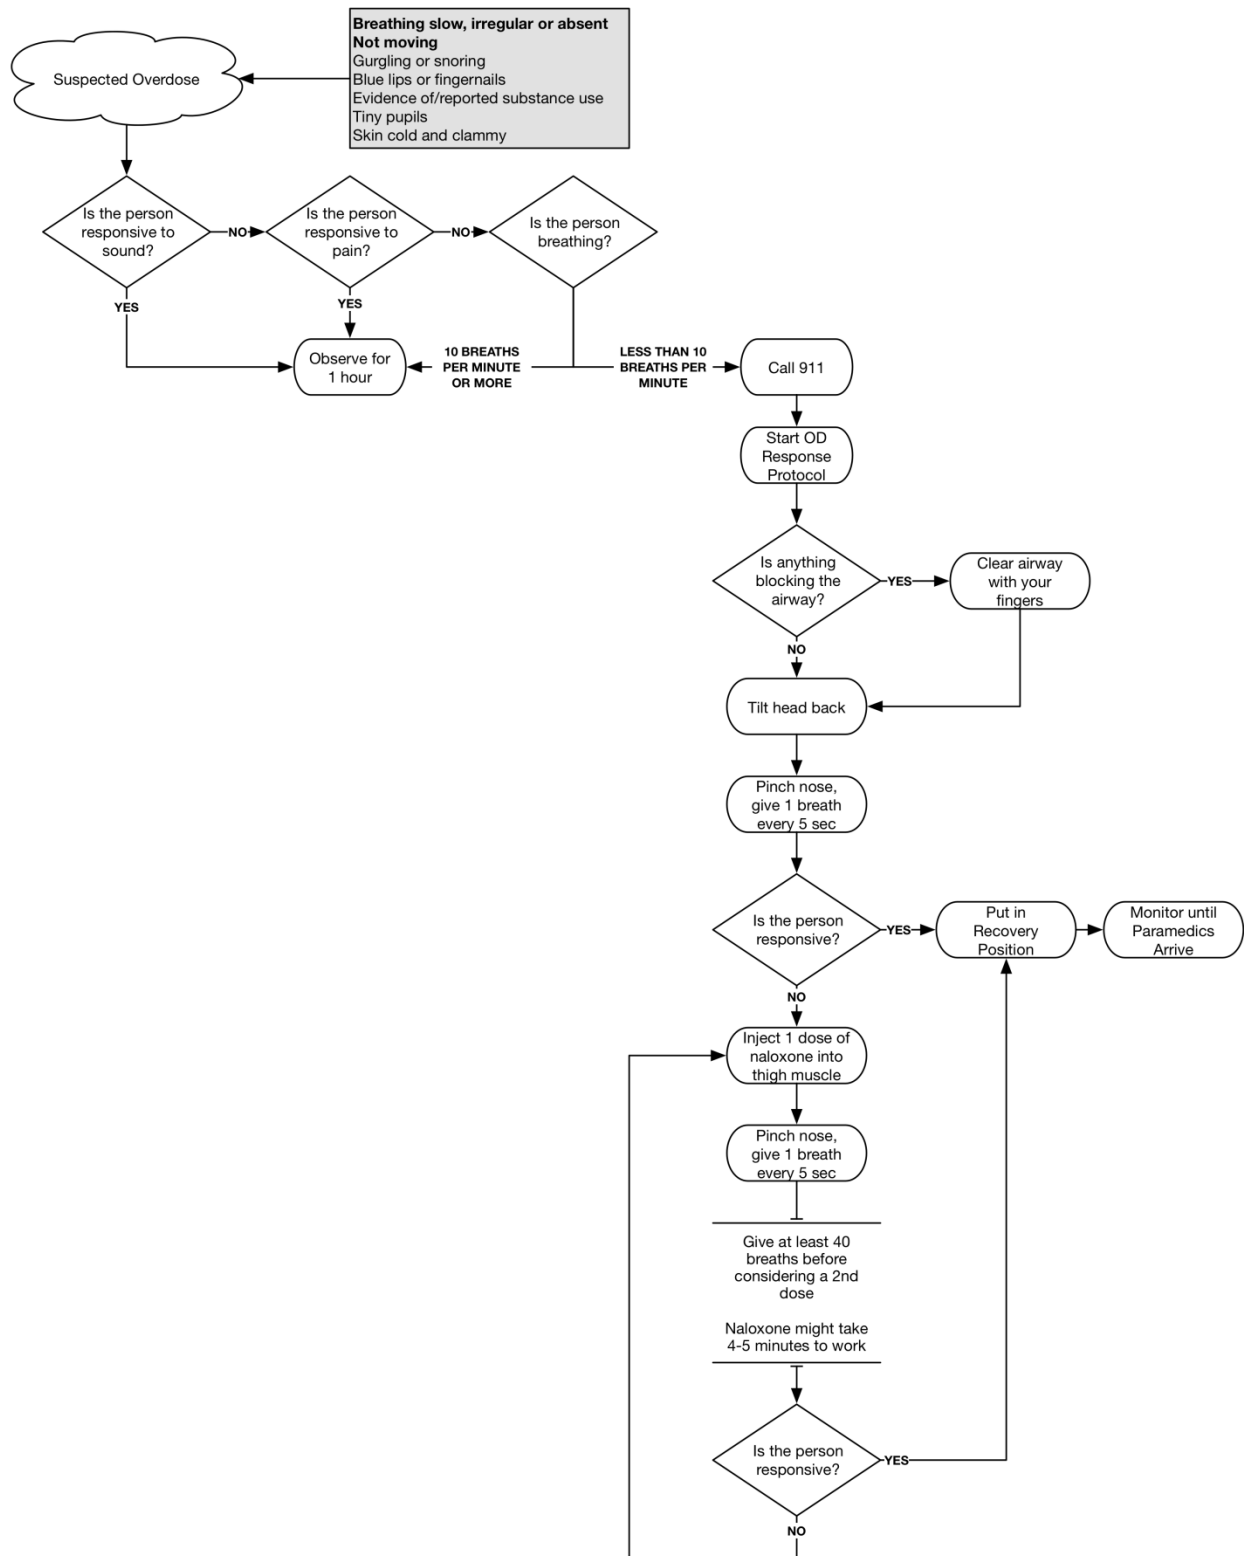 Breathing slow, irregular or absent
Not moving
Gurgling or snoring
Blue lips or fingernails
Evidence of/reported substance use
Tiny pupils
Skin cold and clammy
Suspected Overdose
Is the person
responsive to
sound?
NO
Is the person
responsive to
pain?
NO
Is the person
breathing?
YES
YES
Observe for
1 hour
10 BREATHS
PER MINUTE
OR MORE
LESS THAN 10
BREATHS PER
MINUTE
Call 911
Start OD
Response
Protocol
Is anything
blocking the
airway?
YES
Clear airway
with your
fingers
NO
Tilt head back
Pinch nose,
give 1 breath
every 5 sec
Is the person
responsive?
YES
Put in
Recovery
Position
Monitor until
Paramedics
Arrive
NO
Inject 1 dose of
naloxone into
thigh muscle
Pinch nose,
give 1 breath
every 5 sec
Give at least 40
breaths before
considering a 2nd
dose
Naloxone might take
4-5 minutes to work
Is the person
responsive?
YES
NO